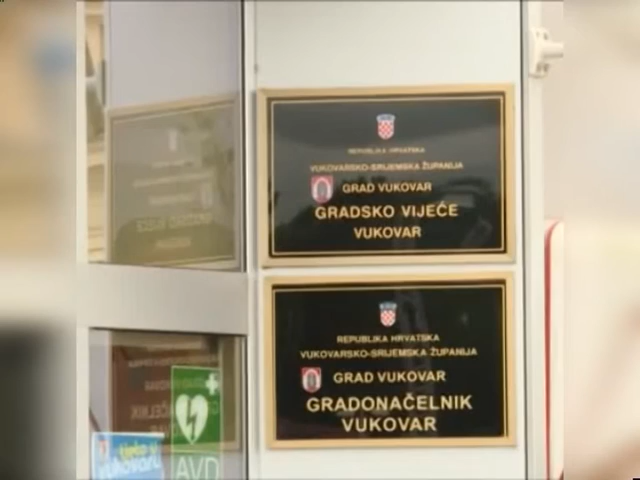 REPUBLIKA HRVATSKA
VUKOVARSKO-SRIJEMSKA ŽUPANIJA
GRAD VUKOVAR
GRADSKO VIJEĆE
VUKOVAR
REPUBLIKA HRVATSKA
VUKOVARSKO-SRIJEMSKA ŽUPANIJA
GRAD VUKOVAR
GRADONAČELNIK
VUKOVAR
AVD